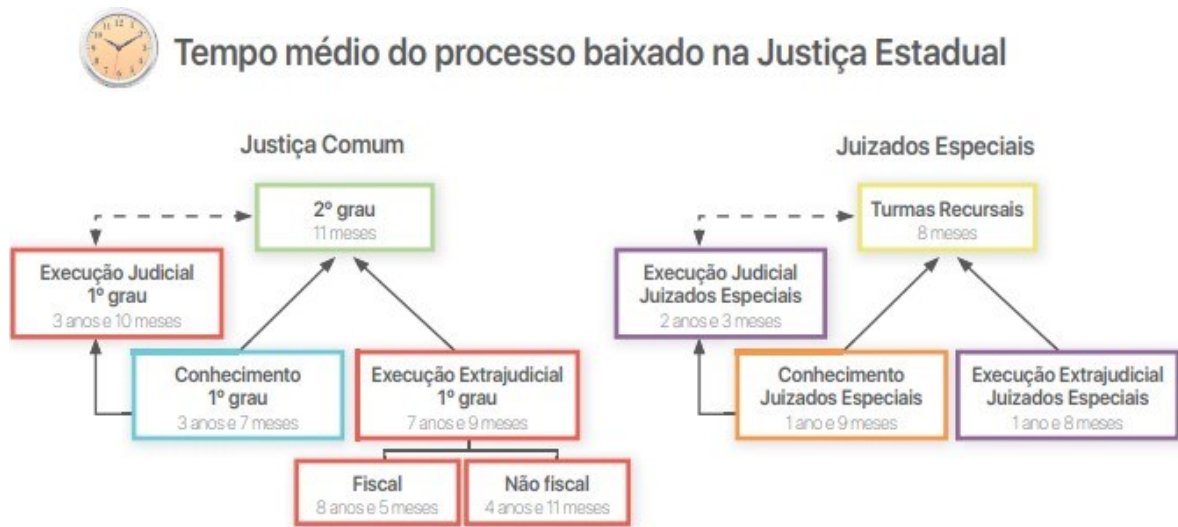 Tempo médio do processo baixado na Justiça Estadual
Justiça Comum
2º grau
11 meses
Execução Judicial
1º grau
3 anos e 10 meses
Conhecimento
1º grau
3 anos e 7 meses
Execução Extrajudicial
1º grau
7 anos e 9 meses
Fiscal
8 anos e 5 meses
Não fiscal
4 anos e 11 meses
Juizados Especiais
Turmas Recursais
8 meses
Execução Judicial
Juizados Especiais
2 anos e 3 meses
Conhecimento
Juizados Especiais
1 ano e 9 meses
Execução Extrajudicial
Juizados Especiais
1 ano e 8 meses